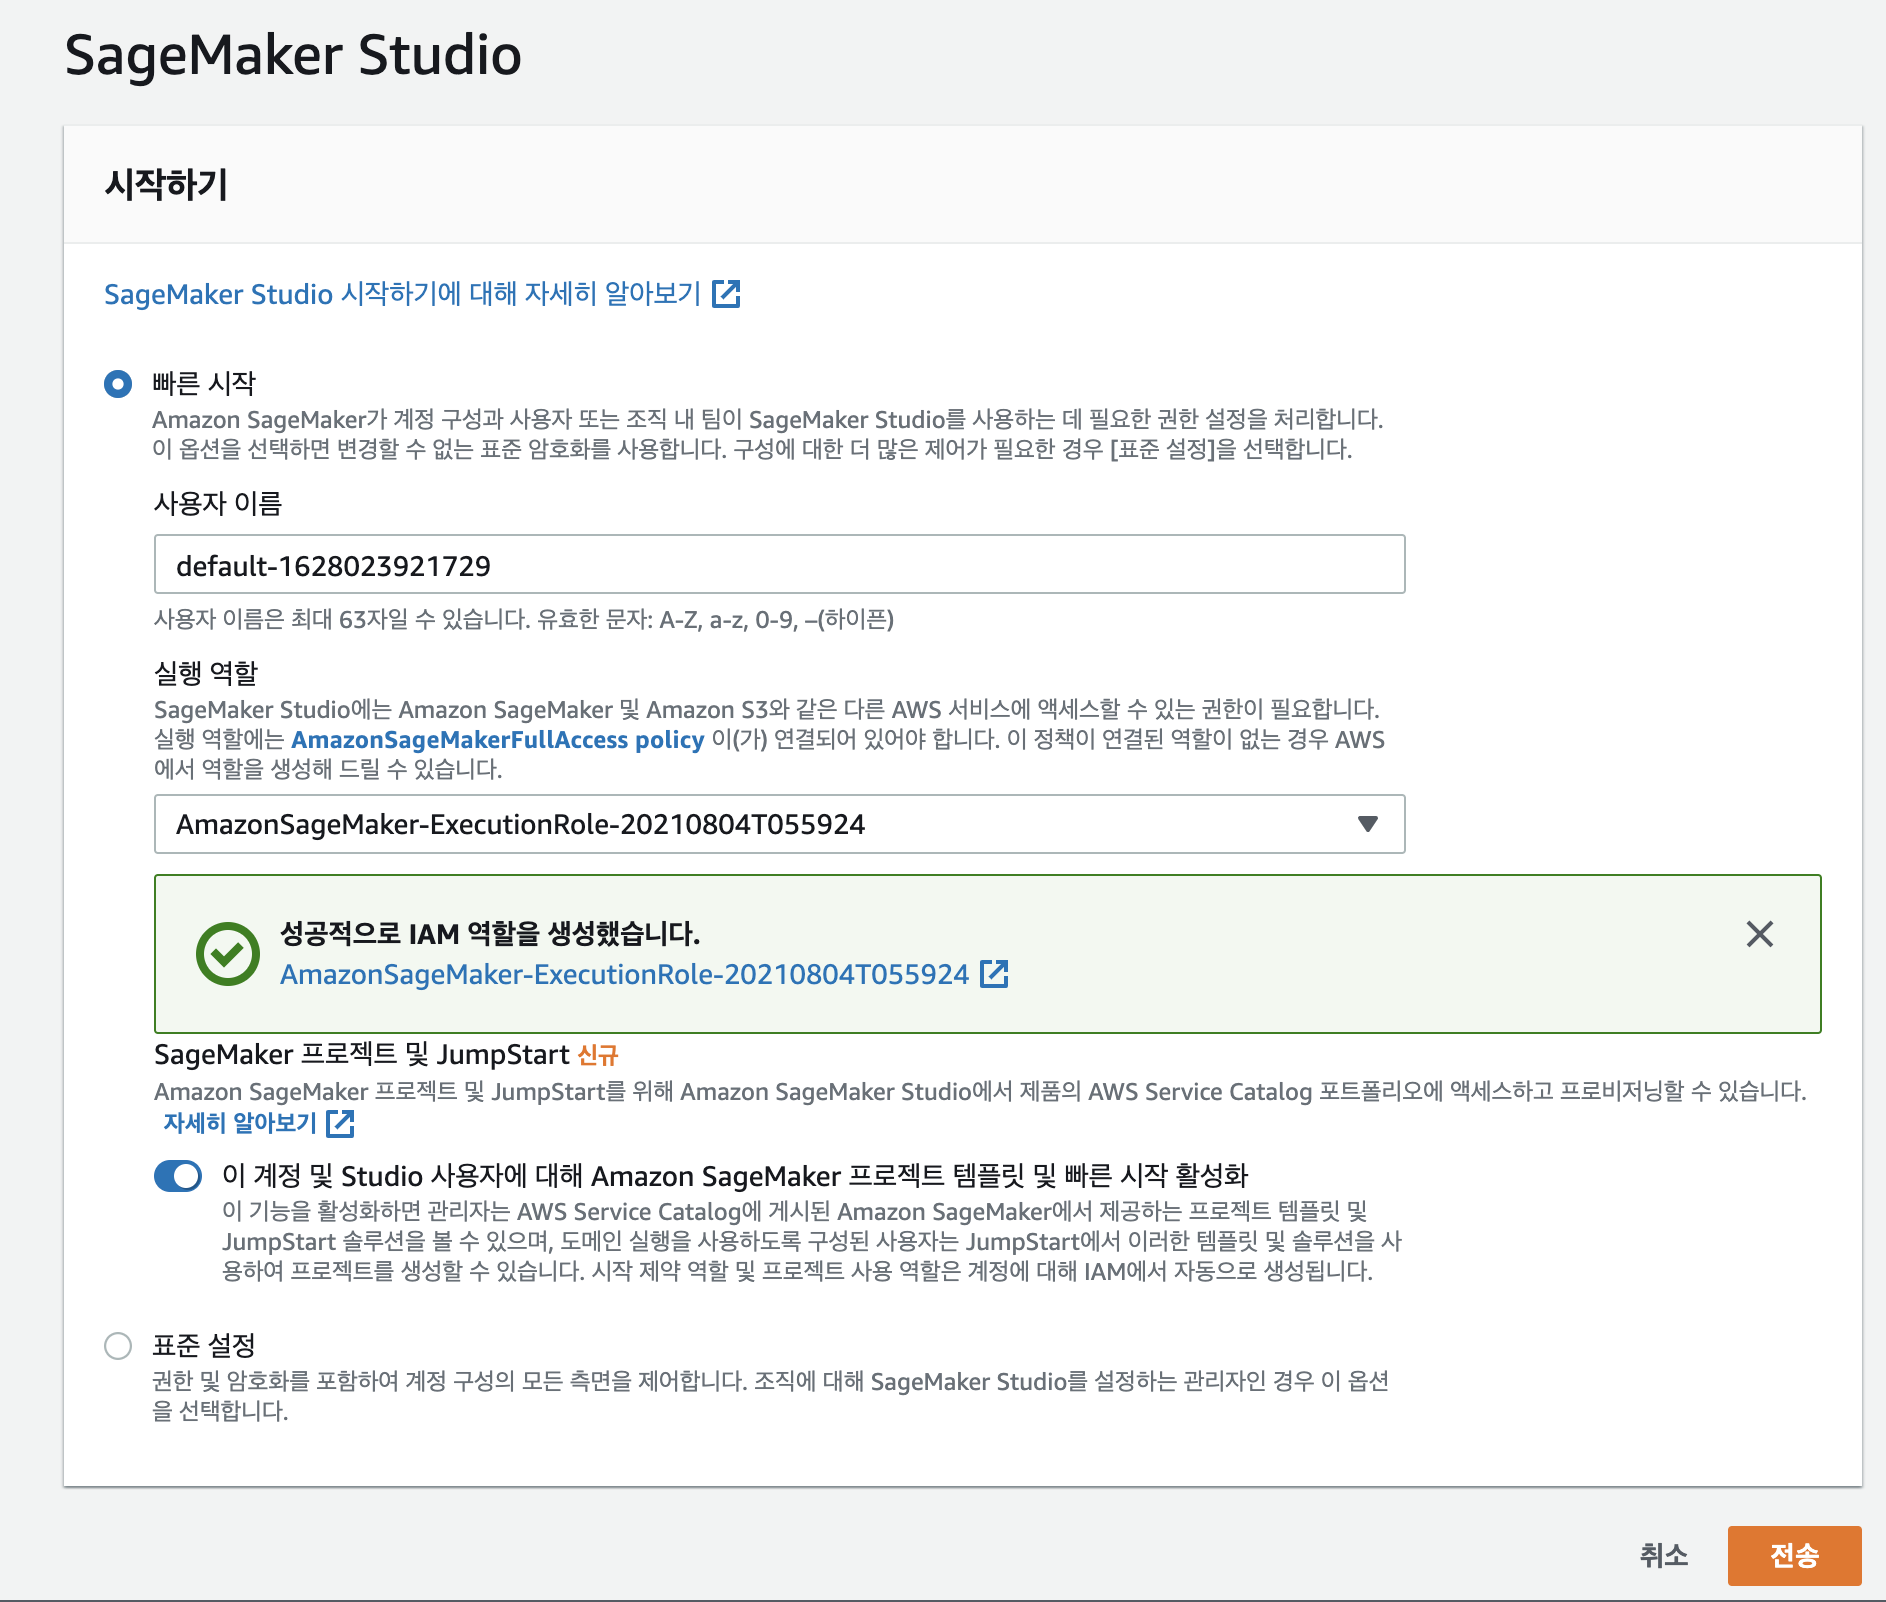 SageMaker Studio
시작하기
SageMaker Studio 시작하기에 대해 자세히 알아보기
빠른 시작
Amazon SageMaker가 계정 구성과 사용자 또는 조직 내 팀이 SageMaker Studio를 사용하는 데 필요한 권한 설정을 처리합니다.
이 옵션을 선택하면 변경할 수 없는 표준 암호화를 사용합니다. 구성에 대한 더 많은 제어가 필요한 경우 [표준 설정]을 선택합니다.
사용자 이름
default-1628023921729
사용자 이름은 최대 63자일 수 있습니다. 유효한 문자: A-Z, a-z, 0-9, –(하이픈)
실행 역할
SageMaker Studio에는 Amazon SageMaker 및 Amazon S3와 같은 다른 AWS 서비스에 액세스할 수 있는 권한이 필요합니다.
실행 역할에는 AmazonSageMakerFullAccess policy 이(가) 연결되어 있어야 합니다. 이 정책이 연결된 역할이 없는 경우 AWS
에서 역할을 생성해 드릴 수 있습니다.
AmazonSageMaker-ExecutionRole-20210804T055924
성공적으로 IAM 역할을 생성했습니다.
AmazonSageMaker-ExecutionRole-20210804T055924
SageMaker 프로젝트 및 JumpStart 신규
Amazon SageMaker 프로젝트 및 JumpStart를 위해 Amazon SageMaker Studio에서 제품의 AWS Service Catalog 포트폴리오에 액세스하고 프로비저닝할 수 있습니다.
자세히 알아보기
이 계정 및 Studio 사용자에 대해 Amazon SageMaker 프로젝트 템플릿 및 빠른 시작 활성화
이 기능을 활성화하면 관리자는 AWS Service Catalog에 게시된 Amazon SageMaker에서 제공하는 프로젝트 템플릿 및
JumpStart 솔루션을 볼 수 있으며, 도메인 실행을 사용하도록 구성된 사용자는 JumpStart에서 이러한 템플릿 및 솔루션을 사
용하여 프로젝트를 생성할 수 있습니다. 시작 제약 역할 및 프로젝트 사용 역할은 계정에 대해 IAM에서 자동으로 생성됩니다.
표준 설정
권한 및 암호화를 포함하여 계정 구성의 모든 측면을 제어합니다. 조직에 대해 SageMaker Studio를 설정하는 관리자인 경우 이 옵션
을 선택합니다.
취소
전송